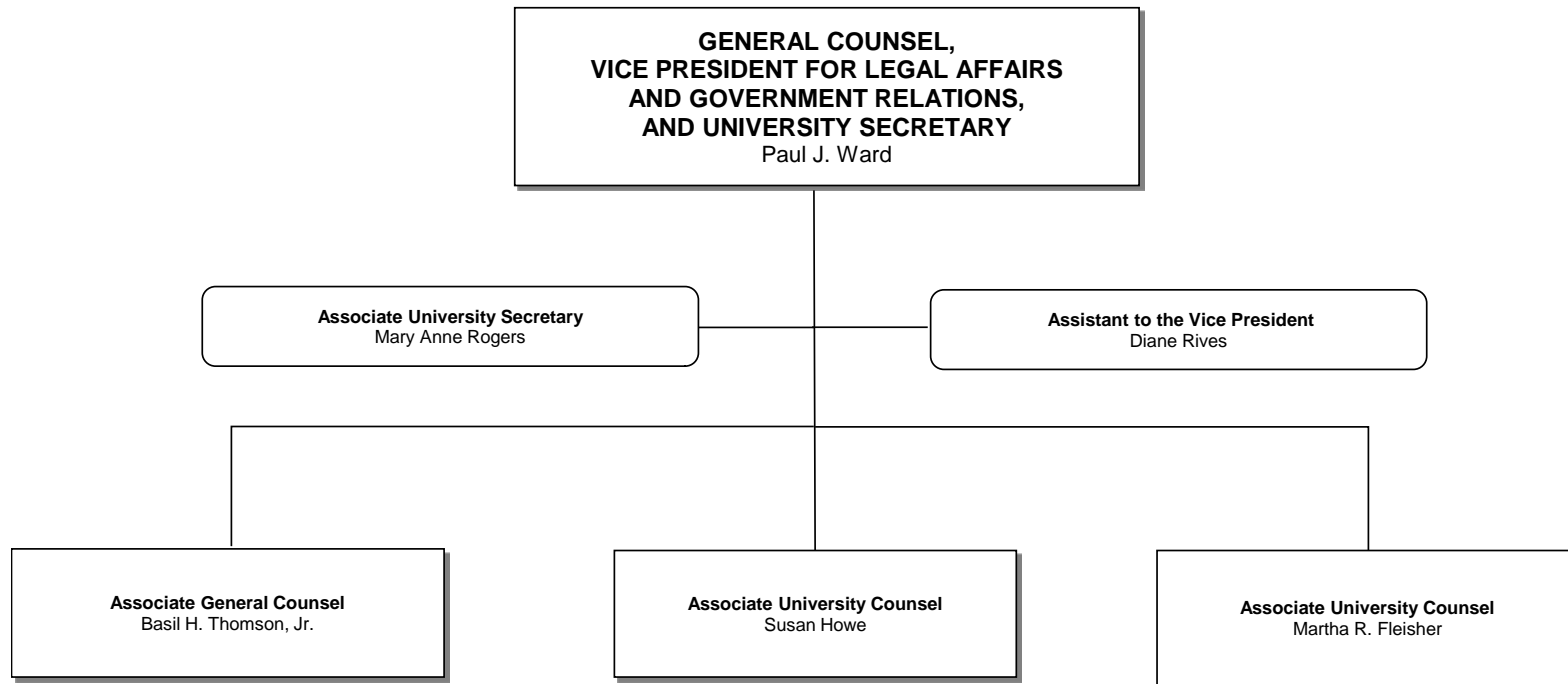 GENERAL COUNSEL,
VICE PRESIDENT FOR LEGAL AFFAIRS
AND GOVERNMENT RELATIONS,
AND UNIVERSITY SECRETARY
Paul J. Ward
Associate University Secretary
Mary Anne Rogers
Assistant to the Vice President
Diane Rives
Associate General Counsel
Basil H. Thomson, Jr.
Associate University Counsel
Susan Howe
Associate University Counsel
Martha R. Fleisher